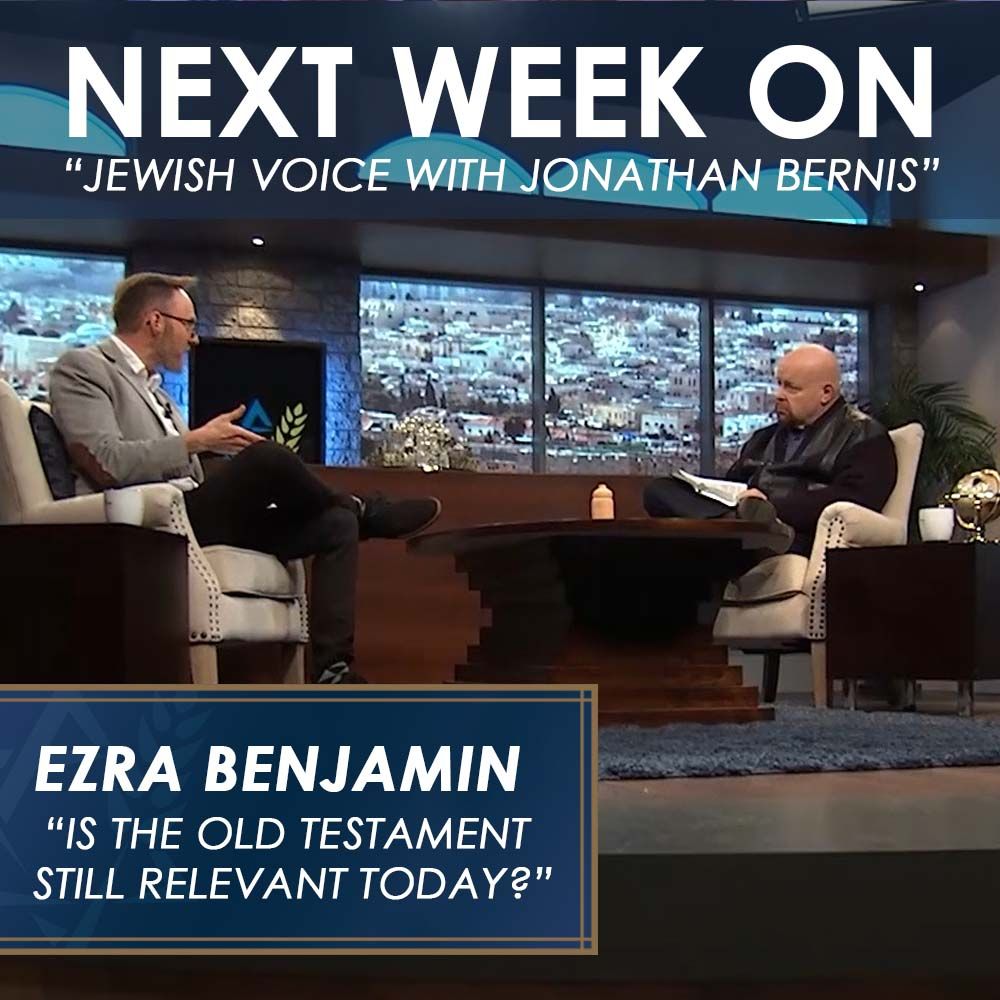 NEXT WEEK ON
“JEWISH VOICE WITH JONATHAN BERNIS”
EZRA BENJAMIN
“IS THE OLD TESTAMENT
STILL RELEVANT TODAY?”